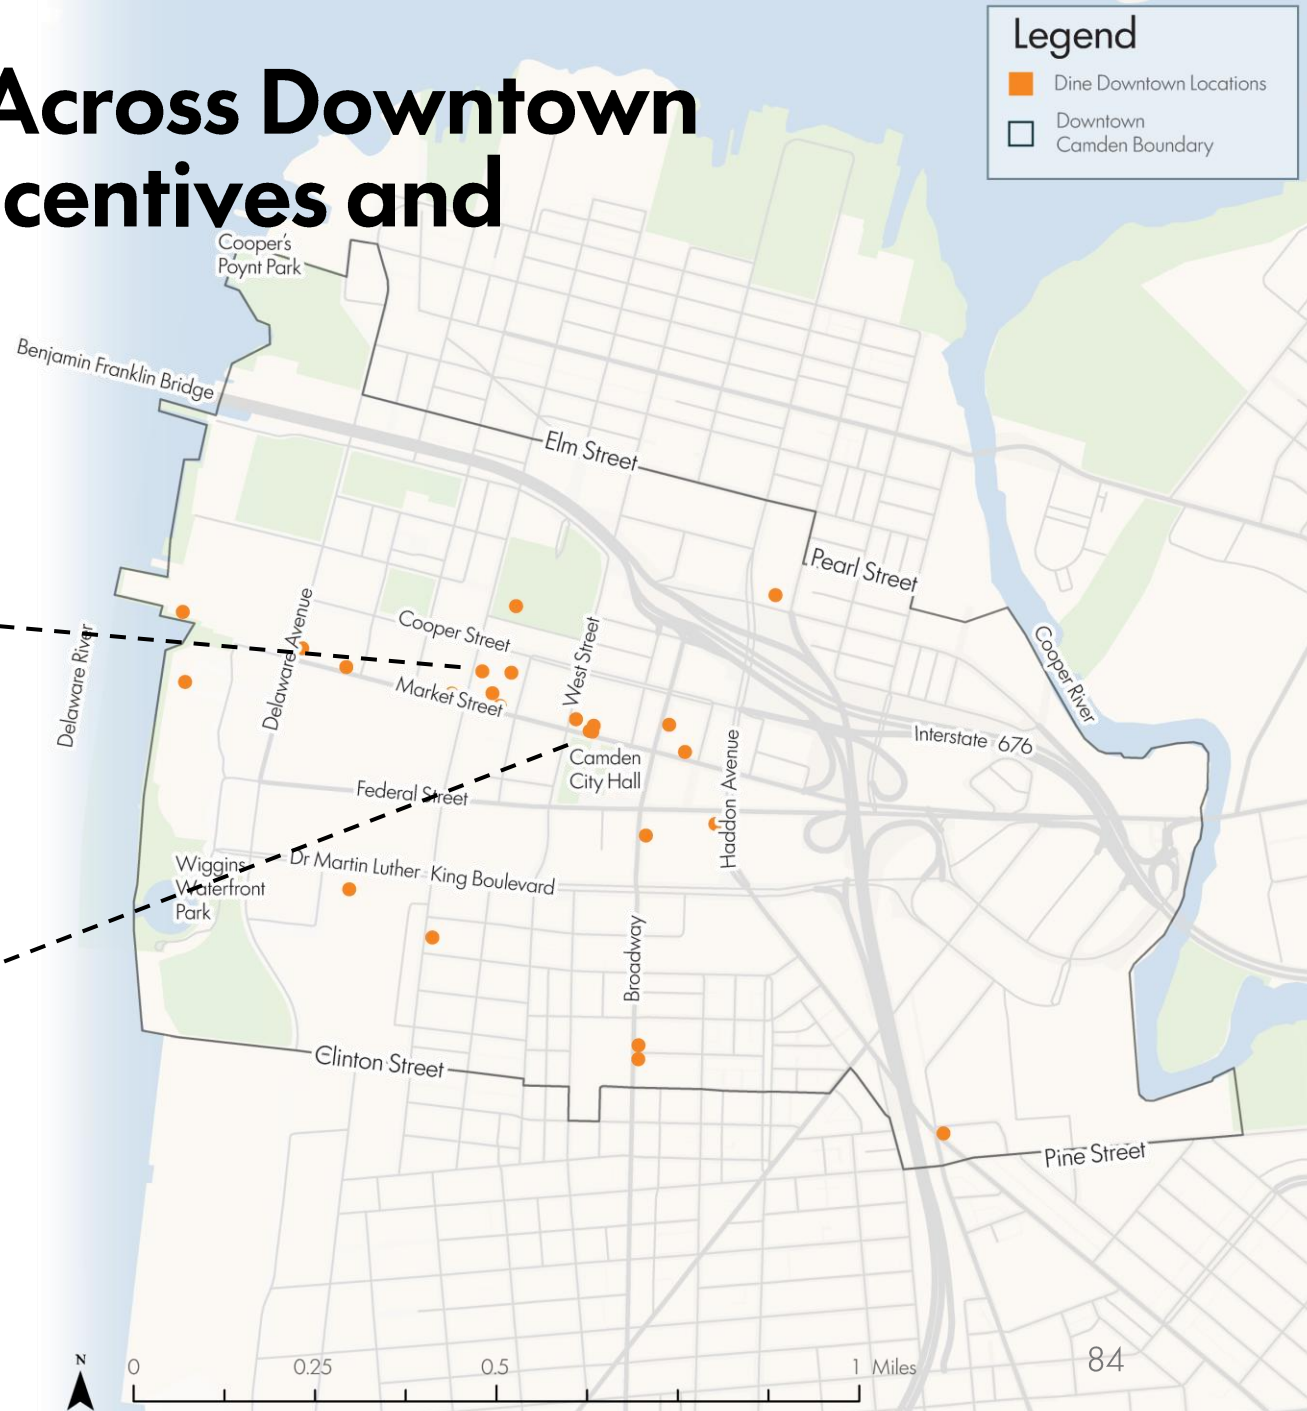 Across Downtown
centives and
Legend
Dine Downtown Locations
Downtown
Camden Boundary
Cooper's
Poynt Park
Benjamin Franklin Bridge
Elm Street
Pearl Street
Cooper Street
Delaware Avenue
West Street
Delaware River
Cooper River
Market Street
Interstate 676
Camden
City Hall
Haddon Avenue
Federal Street
Wiggins
Waterfront
Park
Dr Martin Luther King Boulevard
Broadway
Clinton Street
Pine Street
N
0 0.25 0.5 1 Miles
84